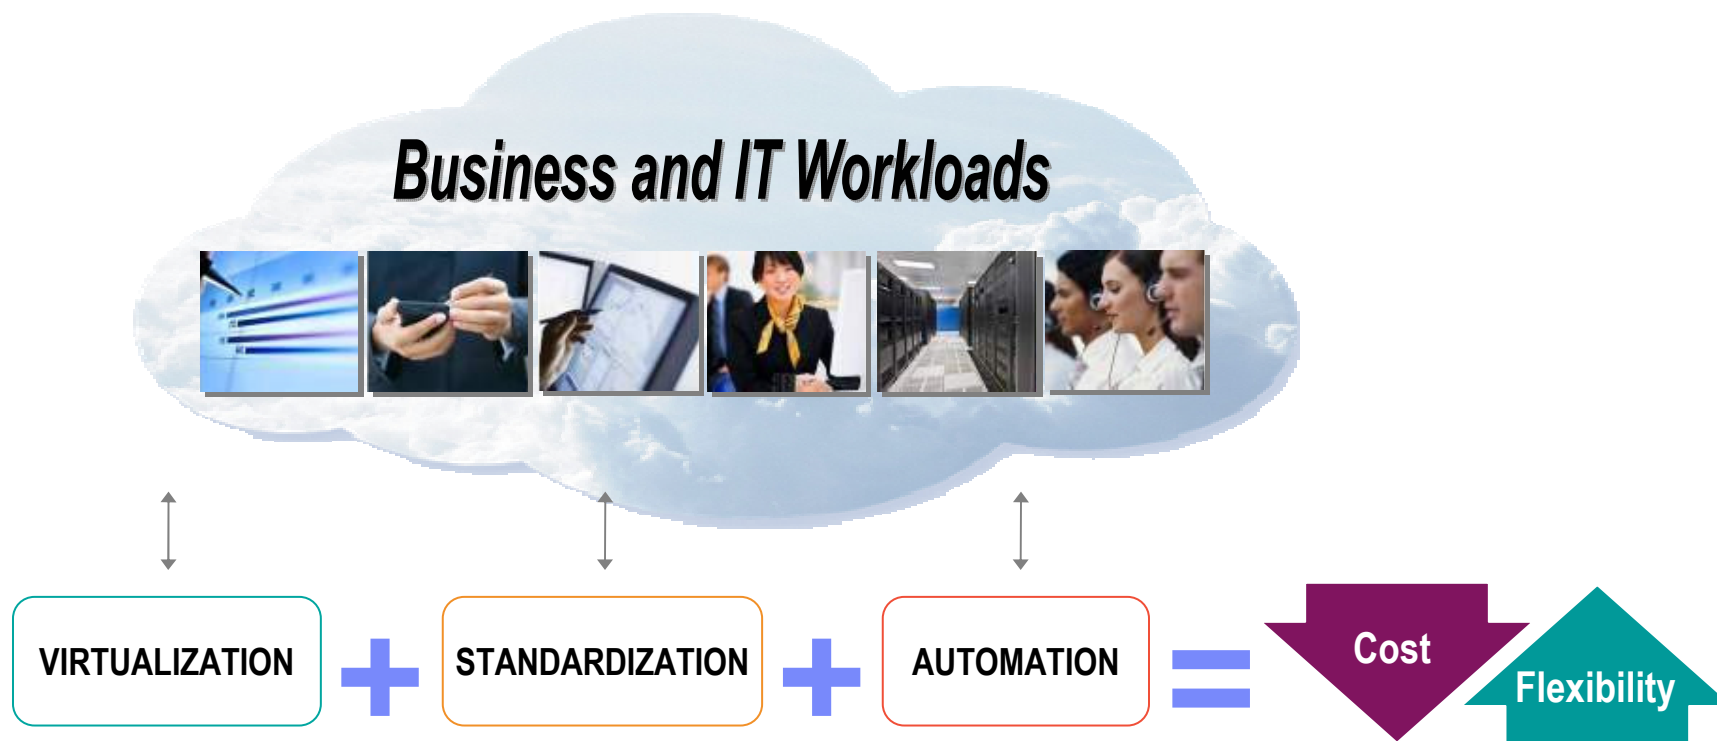 Business and IT Workloads
VIRTUALIZATION + STANDARDIZATION + AUTOMATION = Cost Flexibility